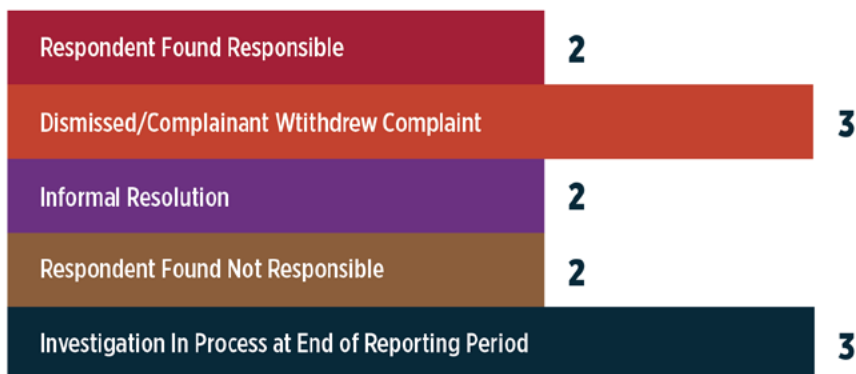 Respondent Found Responsible 2
Dismissed/Complainant Wtithdrew Complaint 3
Informal Resolution 2
Respondent Found Not Responsible 2
Investigation In Process at End of Reporting Period 3